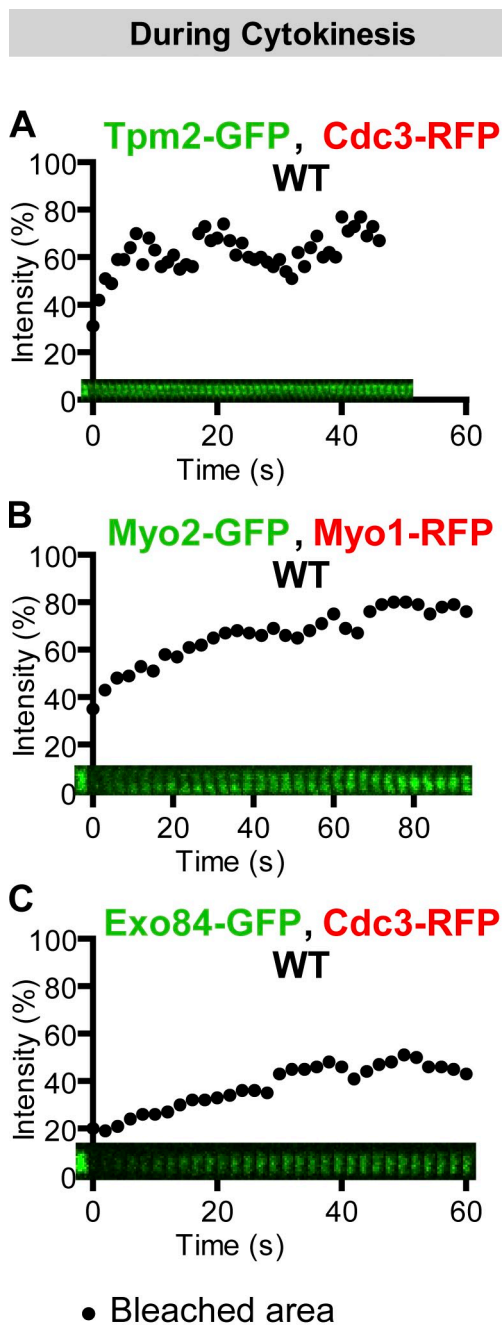 During Cytokinesis
A
Tpm2-GFP, Cdc3-RFP
WT
Intensity (%)
100
80
60
40
20
0
0 20 40 60
Time (s)
B
Myo2-GFP, Myo1-RFP
WT
Intensity (%)
100
80
60
40
20
0
0 20 40 60 80
Time (s)
C
Exo84-GFP, Cdc3-RFP
WT
Intensity (%)
100
80
60
40
20
0
0 20 40 60
Time (s)
Bleached area